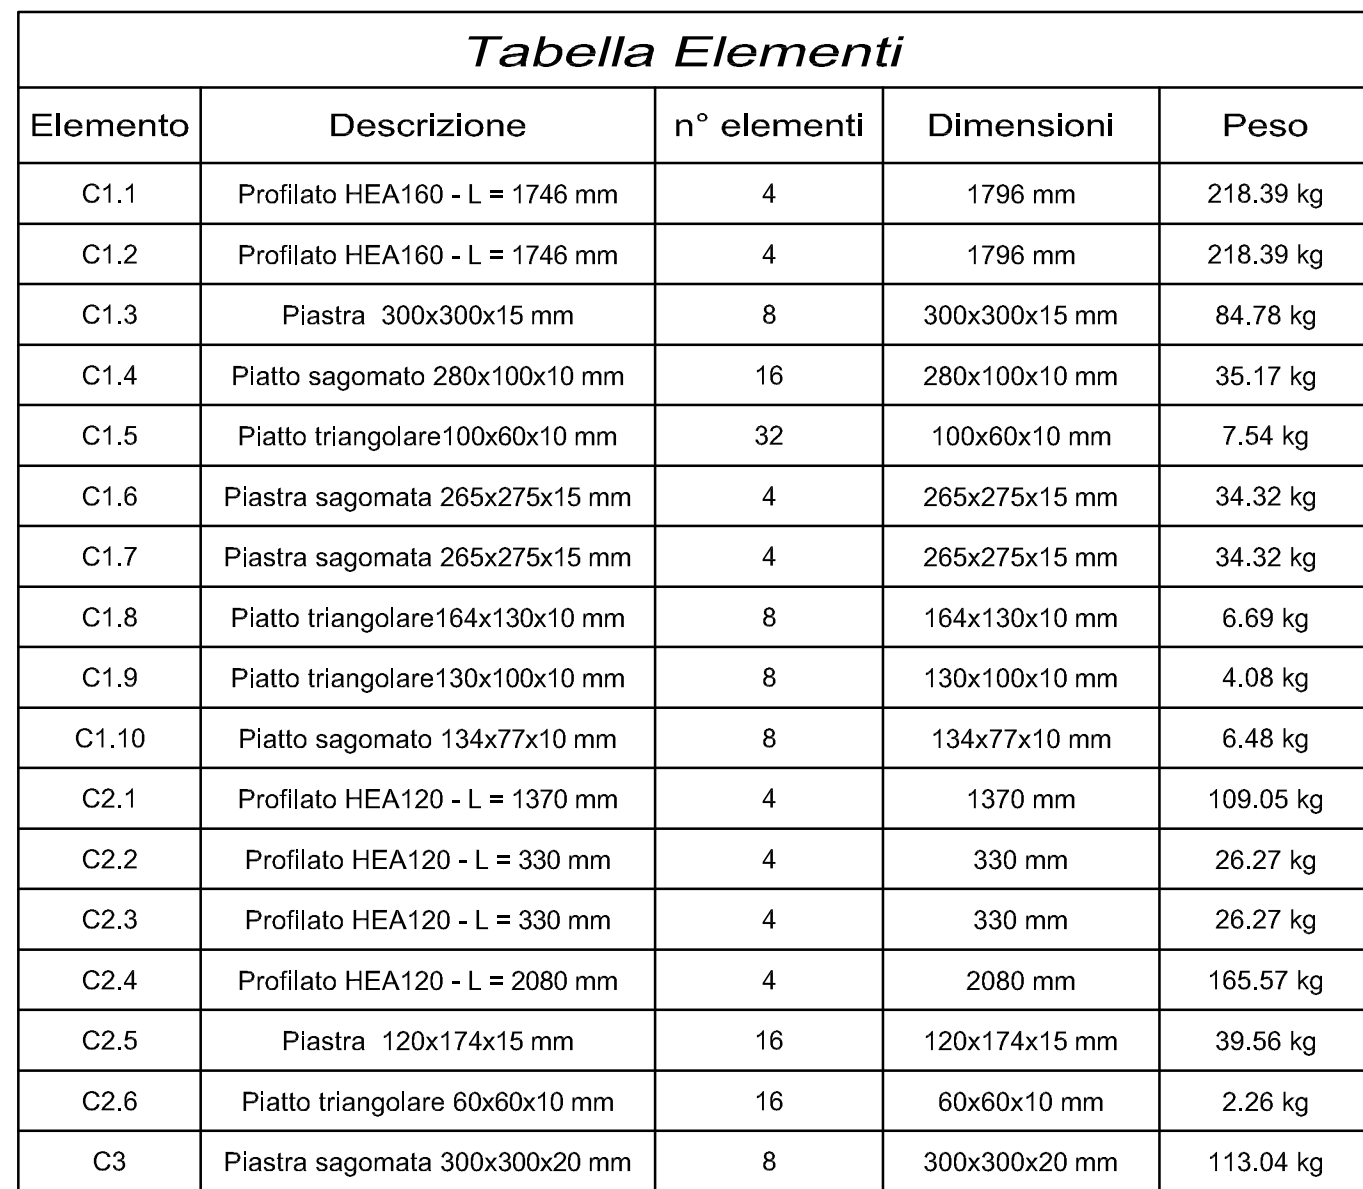 Tabella Elementi
Elemento Descrizione n° elementi Dimensioni Peso
C1.1 Profilato HEA160 - L = 1746 mm 4 1796 mm 218.39 kg
C1.2 Profilato HEA160 - L = 1746 mm 4 1796 mm 218.39 kg
C1.3 Piastra 300x300x15 mm 8 300x300x15 mm 84.78 kg
C1.4 Piatto sagomato 280x100x10 mm 16 280x100x10 mm 35.17 kg
C1.5 Piatto triangolare100x60x10 mm 32 100x60x10 mm 7.54 kg
C1.6 Piastra sagomata 265x275x15 mm 4 265x275x15 mm 34.32 kg
C1.7 Piastra sagomata 265x275x15 mm 4 265x275x15 mm 34.32 kg
C1.8 Piatto triangolare164x130x10 mm 8 164x130x10 mm 6.69 kg
C1.9 Piatto triangolare130x100x10 mm 8 130x100x10 mm 4.08 kg
C1.10 Piatto sagomato 134x77x10 mm 8 134x77x10 mm 6.48 kg
C2.1 Profilato HEA120 - L = 1370 mm 4 1370 mm 109.05 kg
C2.2 Profilato HEA120 - L = 330 mm 4 330 mm 26.27 kg
C2.3 Profilato HEA120 - L = 330 mm 4 330 mm 26.27 kg
C2.4 Profilato HEA120 - L = 2080 mm 4 2080 mm 165.57 kg
C2.5 Piastra 120x174x15 mm 16 120x174x15 mm 39.56 kg
C2.6 Piatto triangolare 60x60x10 mm 16 60x60x10 mm 2.26 kg
C3 Piastra sagomata 300x300x20 mm 8 300x300x20 mm 113.04 kg